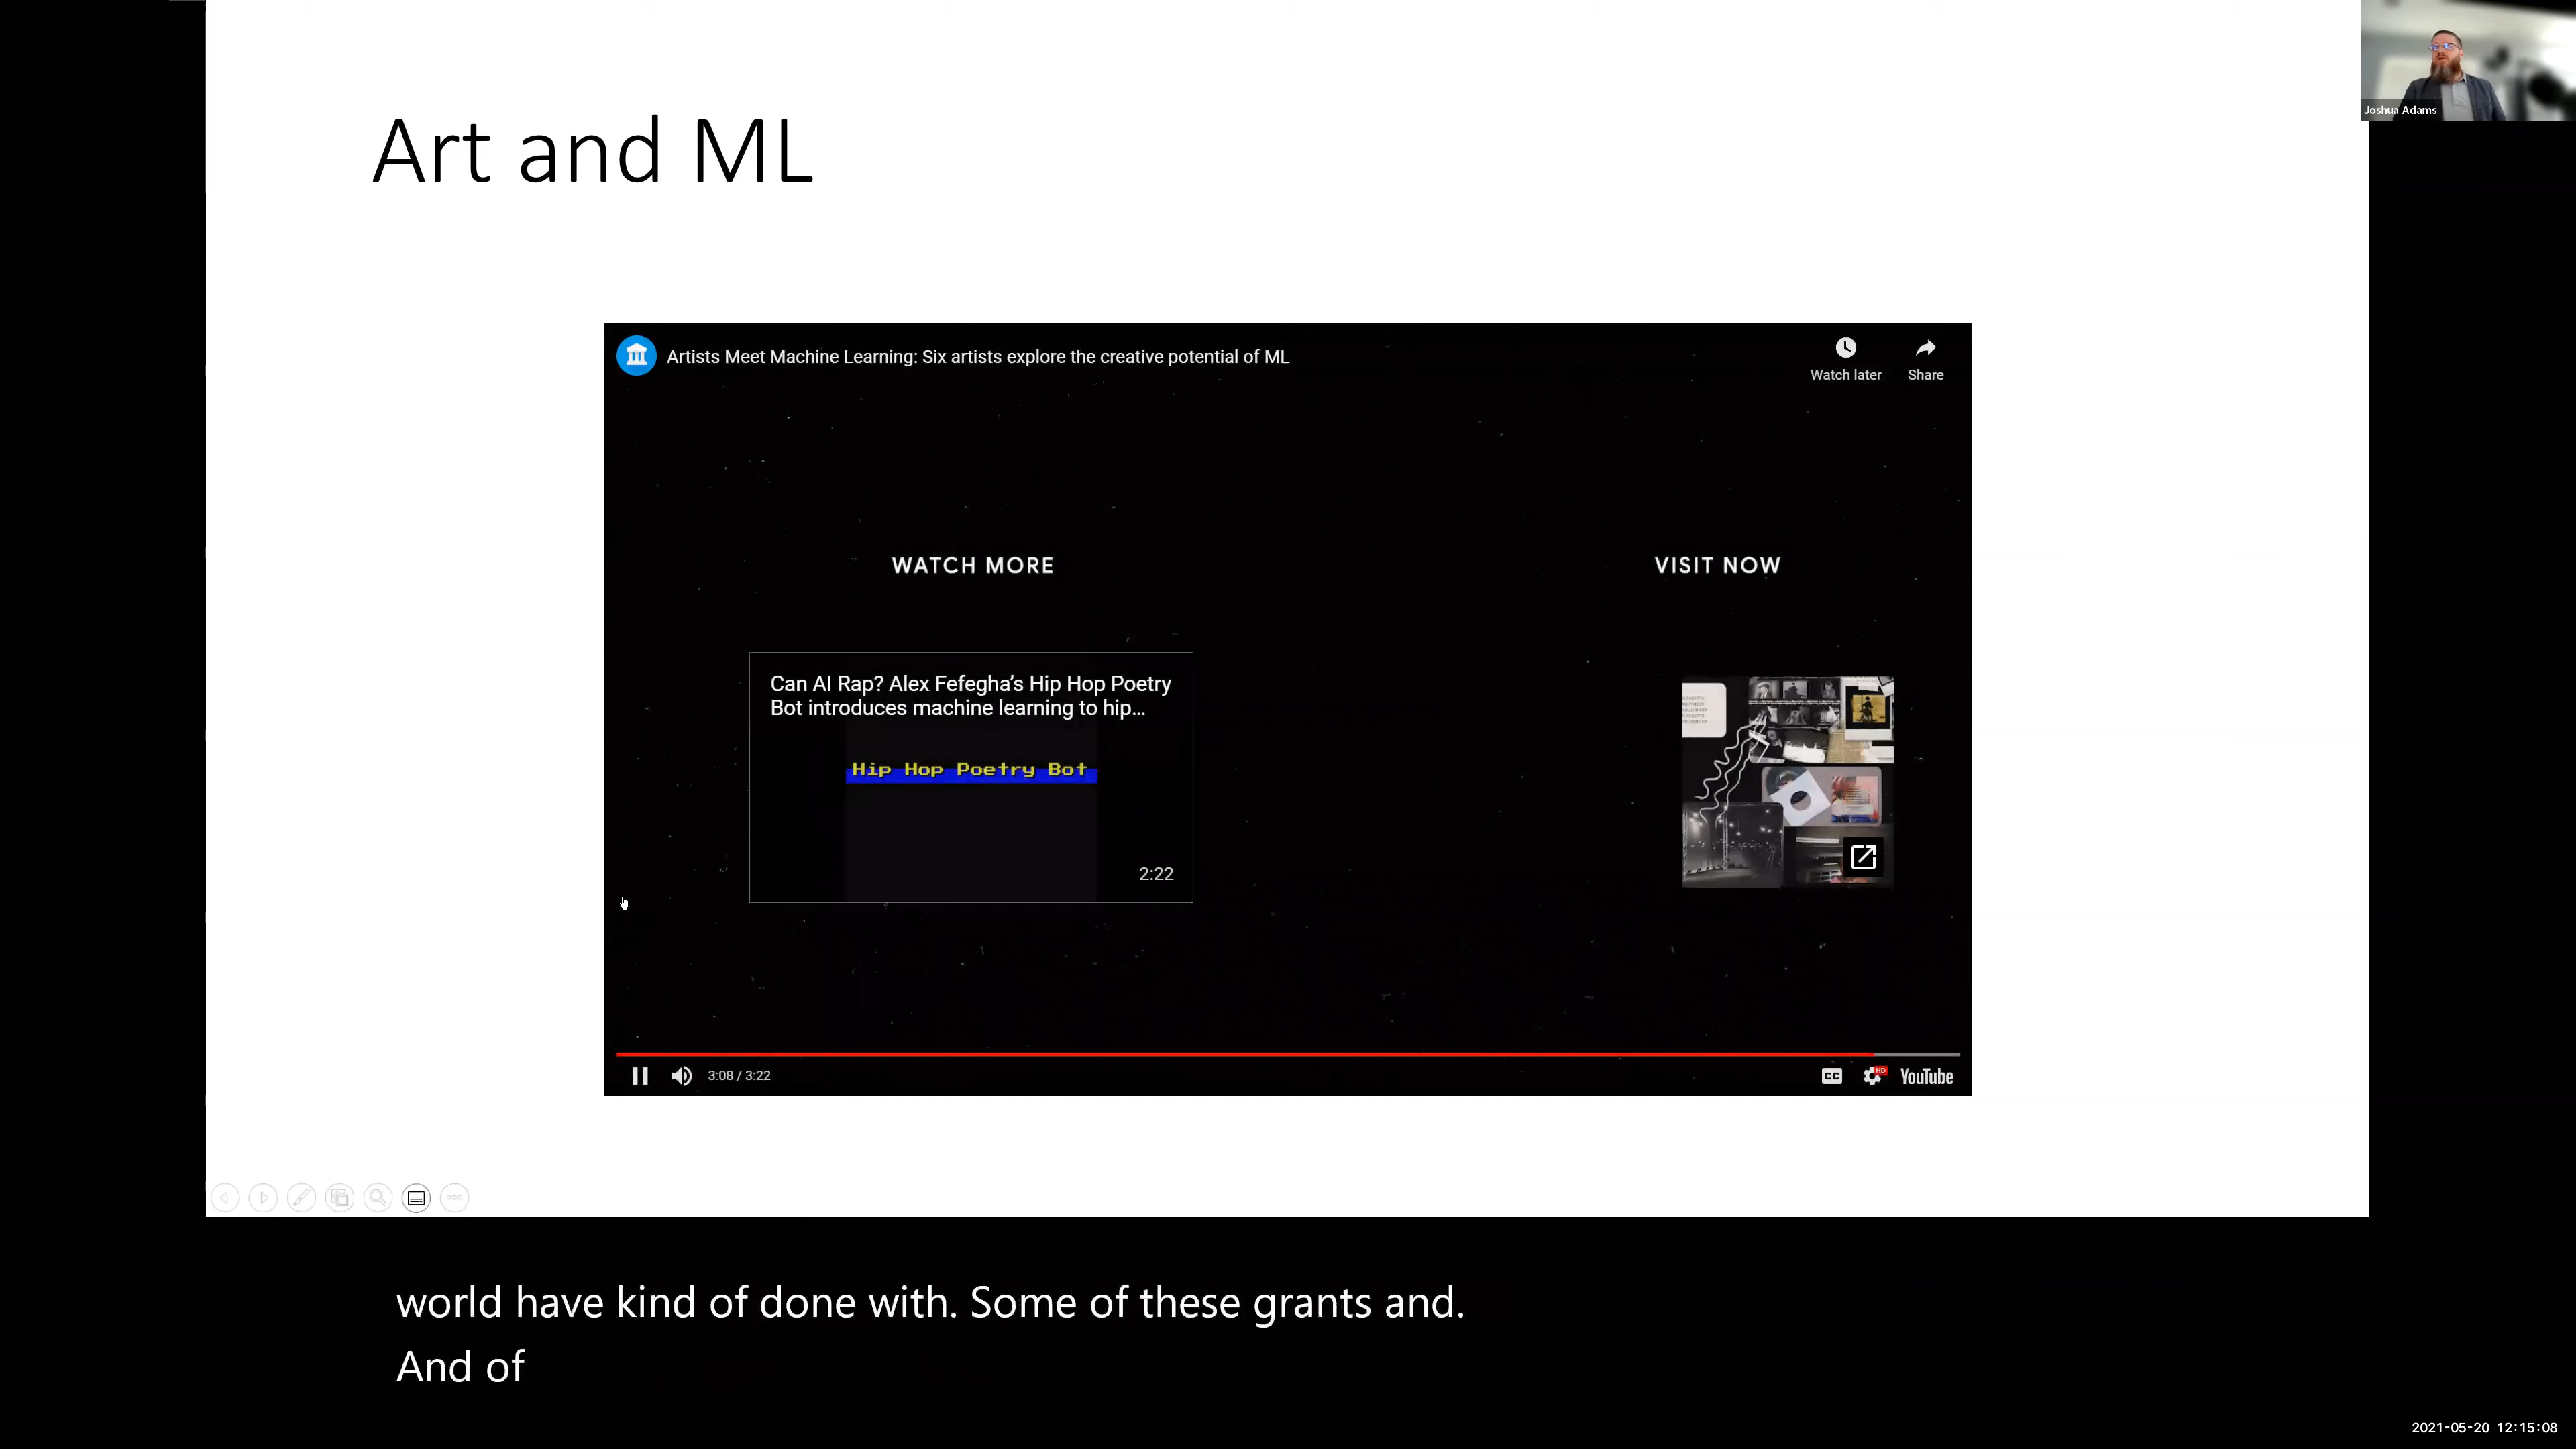 Art and ML
Joshua Adams
Artists Meet Machine Learning: Six artists explore the creative potential of ML
Watch later
Share
WATCH MORE
VISIT NOW
Can AI Rap? Alex Fefegha’s Hip Hop Poetry
Bot introduces machine learning to hip...
Hip Hop Poetry Bot
2:22
3:08 / 3:22
CC
HD
YouTube
world have kind of done with. Some of these grants and.
And of
2021-05-20 12:15:08